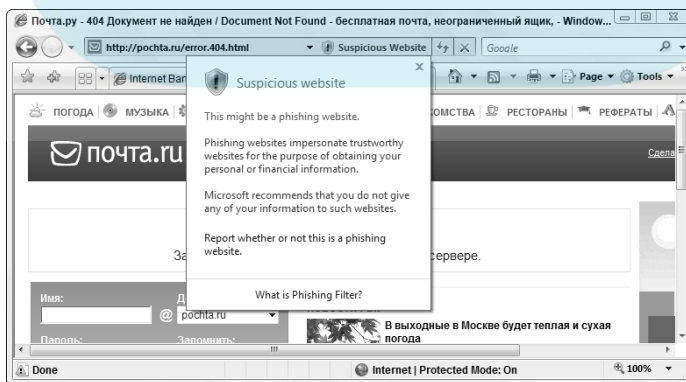 Почта.ру - 404 Документ не найден / Document Not Found - бесплатная почта, неограниченный ящик, - Window...
http://pochta.ru/error.404.html
Suspicious Website
Google
Internet Ban
Page
Tools
погода
музыка
комства
рестораны
рефераты
почта.ru
Сдела
Suspicious website
This might be a phishing website.
Phishing websites impersonate trustworthy
websites for the purpose of obtaining your
personal or financial information.
Microsoft recommends that you do not give
any of your information to such websites.
Report whether or not this is a phishing
website.
What is Phishing Filter?
За
сервере.
Имя:
Д
@
pochta.ru
Пароль:
Запомнить:
В выходные в Москве будет теплая и сухая
погода
Done
Internet | Protected Mode: On
100%